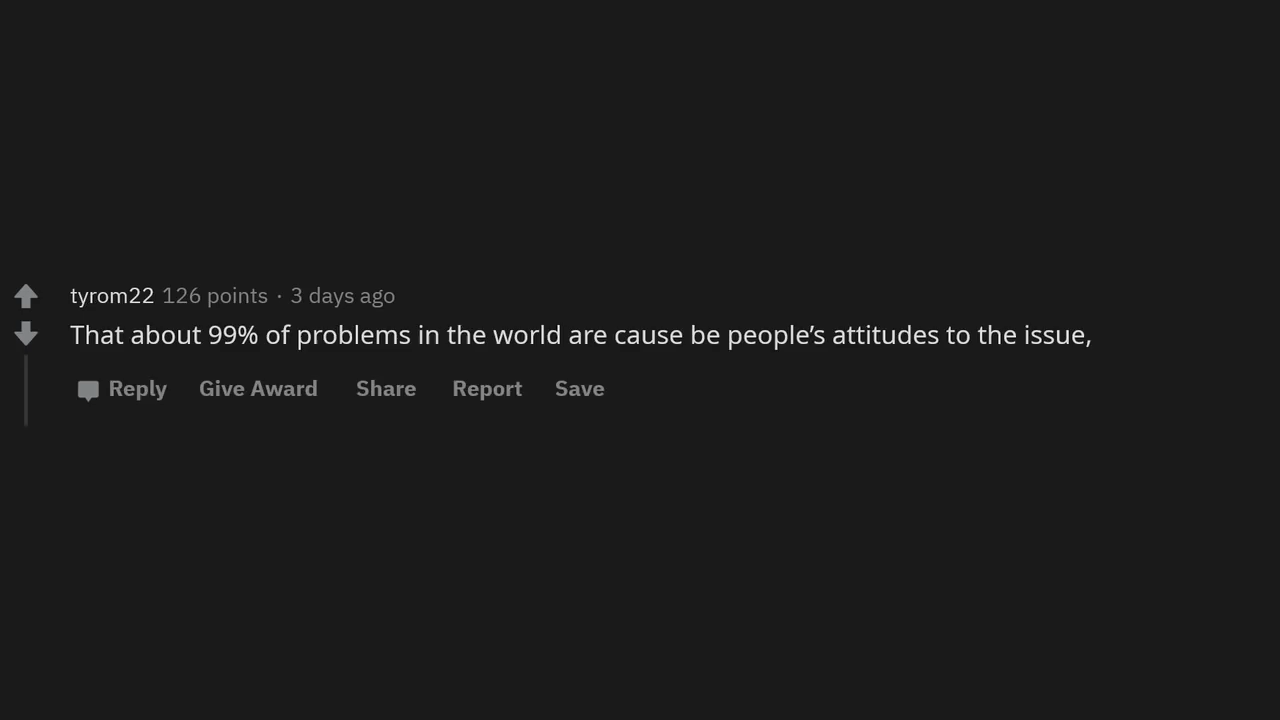 tyrom22 126 points · 3 days ago
That about 99% of problems in the world are cause be people’s attitudes to the issue,
Reply Give Award Share Report Save